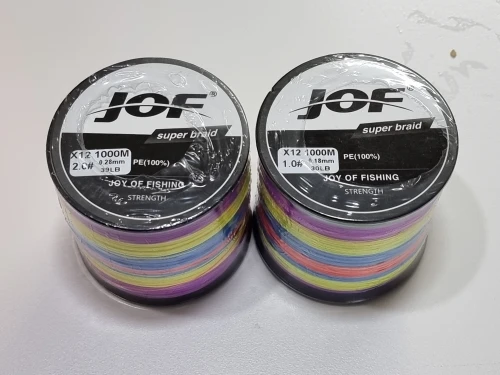 JOF®
super braid
X12 1000M
2.0# 0.28mm
39LB
PE(100%)
JOY OF FISHING
STRENGTH
JOF®
super braid
X12 1000M
1.0# 0.18mm
30LB
PE(100%)
JOY OF FISHING
STRENGTH